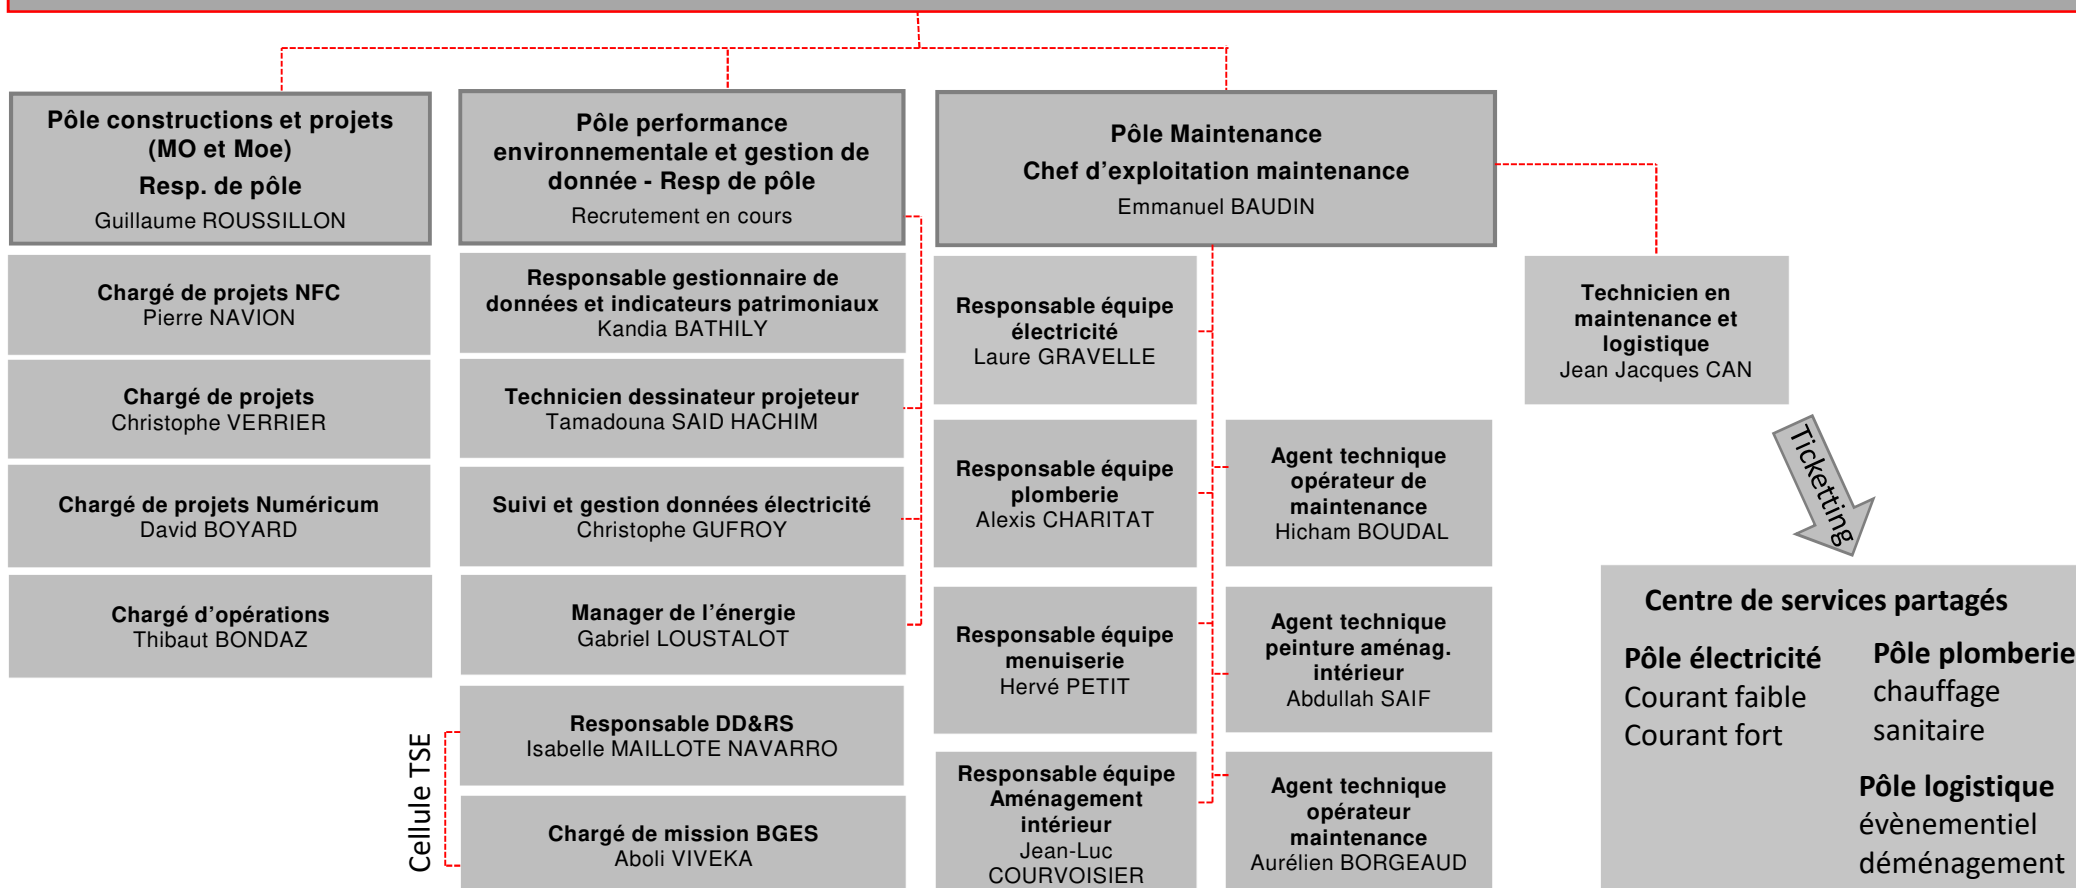 Pôle constructions et projets
(MO et Moe)
Resp. de pôle
Guillaume ROUSSILLON
Chargé de projets NFC
Pierre NAVION
Chargé de projets
Christophe VERRIER
Chargé de projets Numéricum
David BOYARD
Chargé d’opérations
Thibaut BONDAZ
Pôle performance
environnementale et gestion de
donnée - Resp de pôle
Recrutement en cours
Responsable gestionnaire de
données et indicateurs patrimoniaux
Kandia BATHILY
Technicien dessinateur projeteur
Tamadouna SAID HACHIM
Suivi et gestion données électricité
Christophe GUFROY
Manager de l’énergie
Gabriel LOUSTALOT
Cellule TSE
Responsable DD&RS
Isabelle MAILLOTE NAVARRO
Chargé de mission BGES
Aboli VIVEKA
Pôle Maintenance
Chef d’exploitation maintenance
Emmanuel BAUDIN
Responsable équipe
électricité
Laure GRAVELLE
Responsable équipe
plomberie
Alexis CHARITAT
Responsable équipe
menuiserie
Hervé PETIT
Responsable équipe
Aménagement
intérieur
Jean-Luc
COURVOISIER
Agent technique
opérateur de
maintenance
Hicham BOUDAL
Agent technique
peinture aménag.
intérieur
Abdullah SAIF
Agent technique
opérateur
maintenance
Aurélien BORGEAUD
Technicien en
maintenance et
logistique
Jean Jacques CAN
Ticketting
Centre de services partagés
Pôle électricité
Courant faible
Courant fort
Pôle plomberie
chauffage
sanitaire
Pôle logistique
évènementiel
déménagement